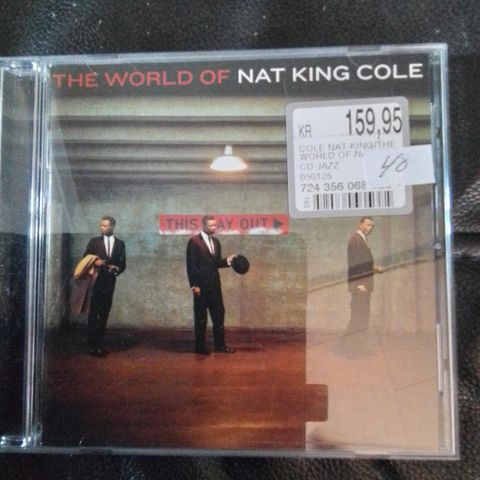 THE WORLD OF NAT KING COLE
KR 159,95
COLE NAT KING/THE
WORLD OF
CD JAZZ
050125
724 356 068
40
THIS WAY OUT